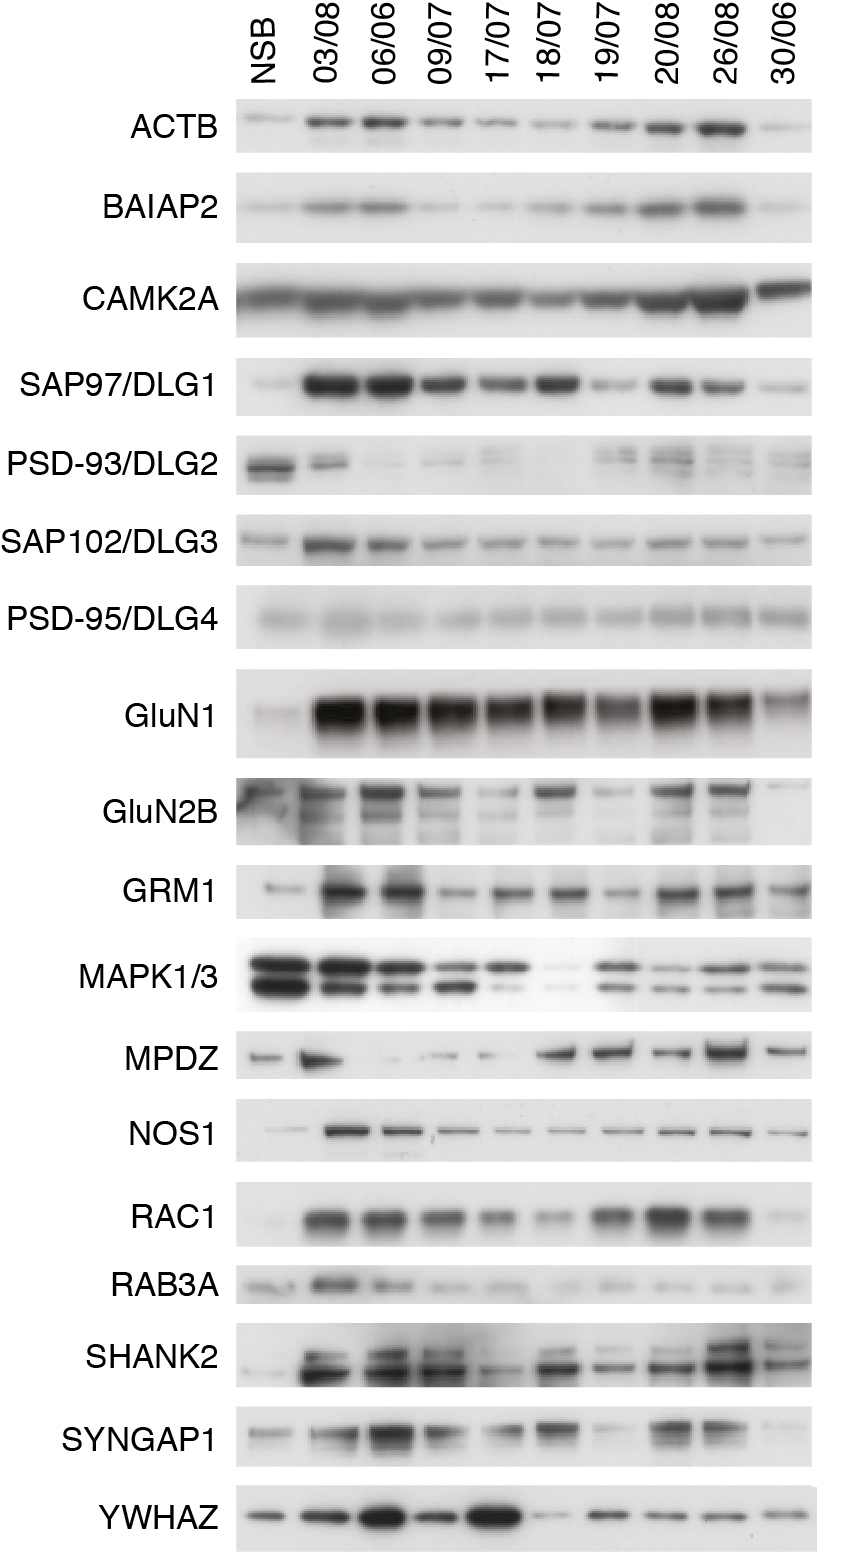 NSB 03/08 06/06 09/07 17/07 18/07 19/07 20/08 26/08 30/06
ACTB
BAIAP2
CAMK2A
SAP97/DLG1
PSD-93/DLG2
SAP102/DLG3
PSD-95/DLG4
GluN1
GluN2B
GRM1
MAPK1/3
MPDZ
NOS1
RAC1
RAB3A
SHANK2
SYNGAP1
YWHAZ